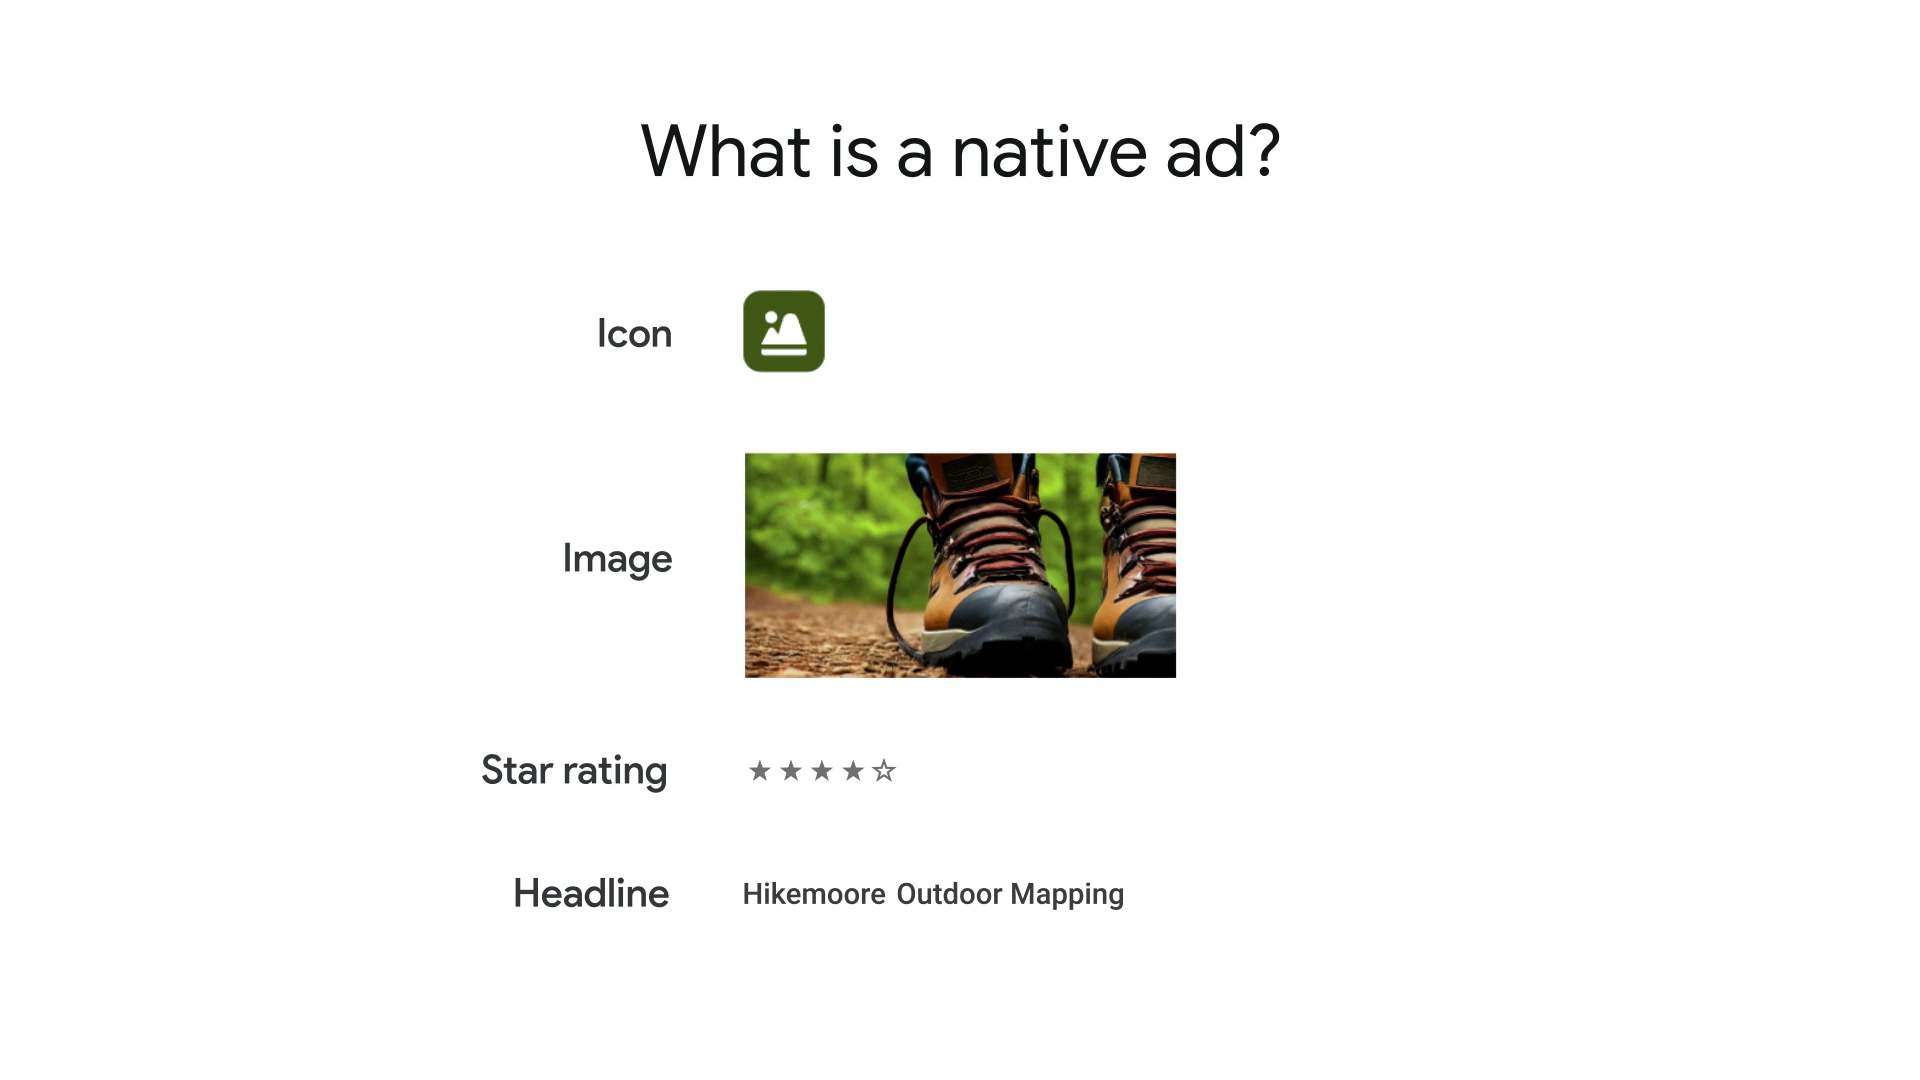 What is a native ad?
Icon
Image
Star rating
Headline Hikemoore Outdoor Mapping